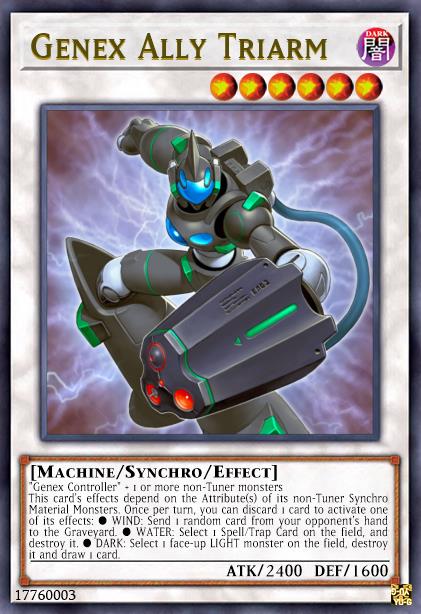 GENEX ALLY TRIARM
DARK
闇
[MACHINE/SYNCHRO/EFFECT]
"Genex Controller" + 1 or more non-Tuner monsters
This card's effects depend on the Attribute(s) of its non-Tuner Synchro
Material Monsters. Once per turn, you can discard 1 card to activate one
of its effects: ● WIND: Send 1 random card from your opponent's hand
to the Graveyard. ● WATER: Select 1 Spell/Trap Card on the field, and
destroy it. ● DARK: Select 1 face-up LIGHT monster on the field, destroy
it and draw 1 card.
ATK/2400 DEF/1600
17760003